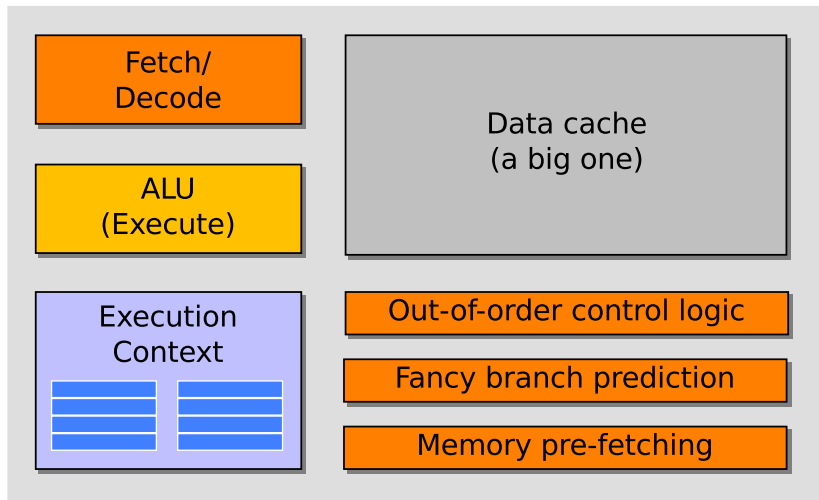 Fetch/
Decode
ALU
(Execute)
Execution
Context
Data cache
(a big one)
Out-of-order control logic
Fancy branch prediction
Memory pre-fetching